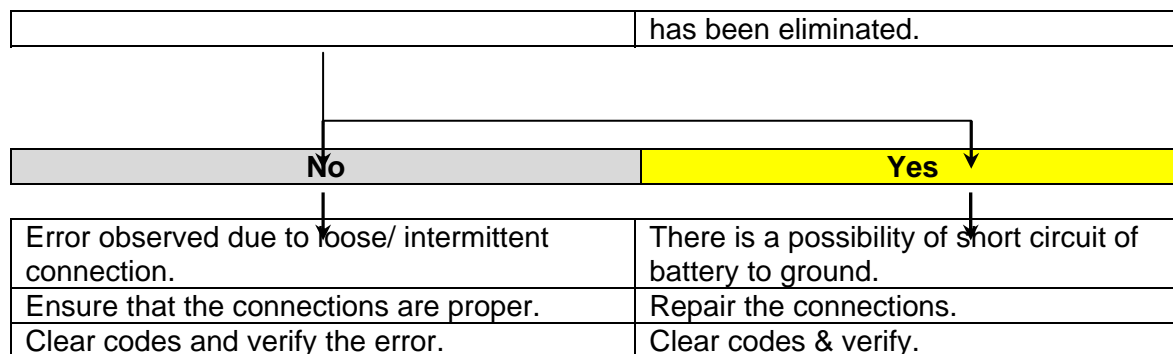 has been eliminated.
No
Yes
Error observed due to loose/ intermittent
connection.
There is a possibility of short circuit of
battery to ground.
Ensure that the connections are proper.
Repair the connections.
Clear codes and verify the error.
Clear codes & verify.